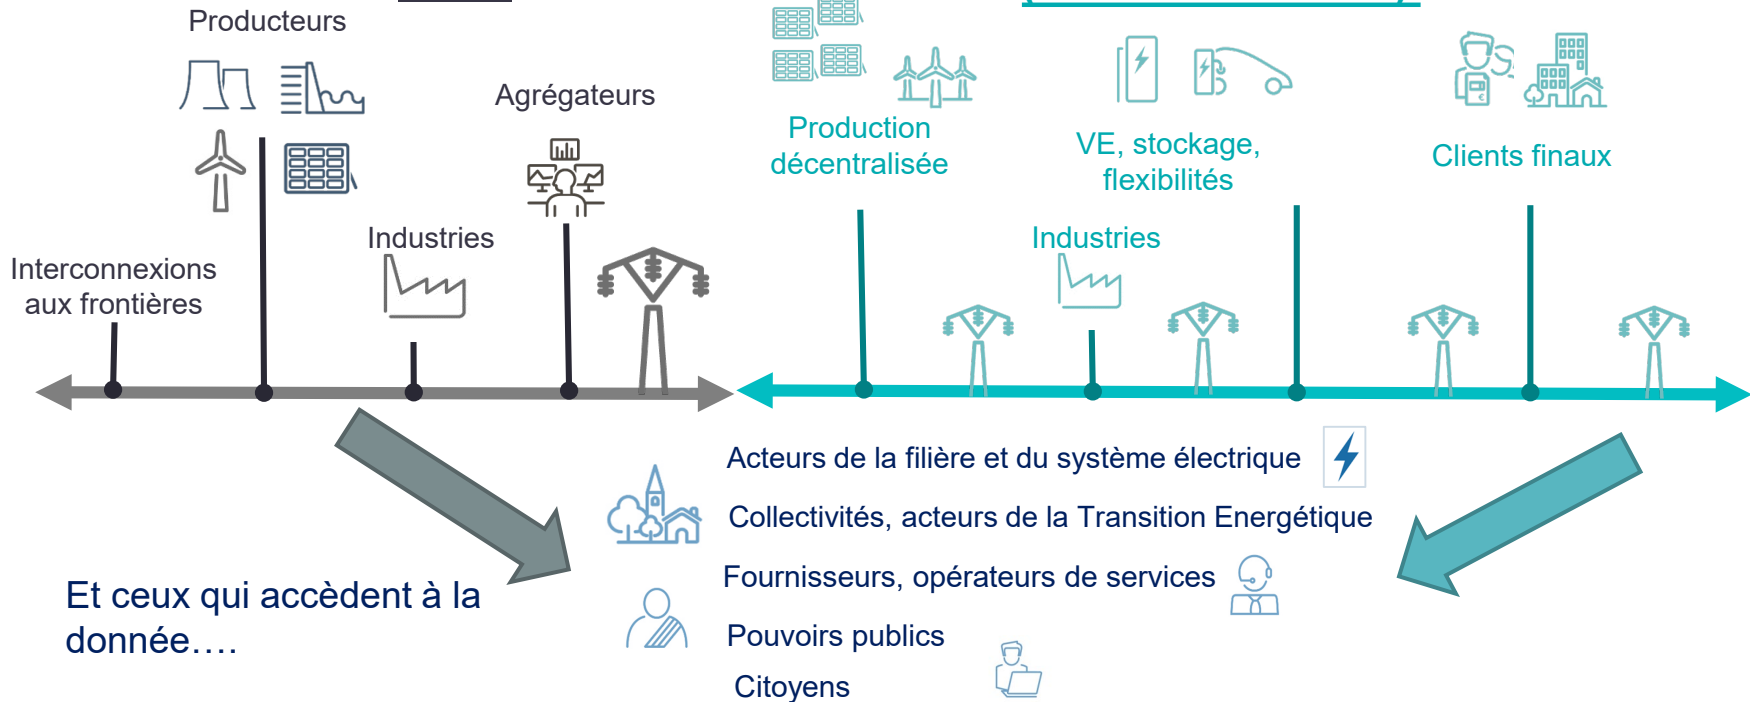 Producteurs
Agrégateurs
Industries
Interconnexions
aux frontières
Production
décentralisée
VE, stockage,
flexibilités
Clients finaux
Industries
Acteurs de la filière et du système électrique
Collectivités, acteurs de la Transition Energétique
Fournisseurs, opérateurs de services
Pouvoirs publics
Citoyens
Et ceux qui accèdent à la
donnée….